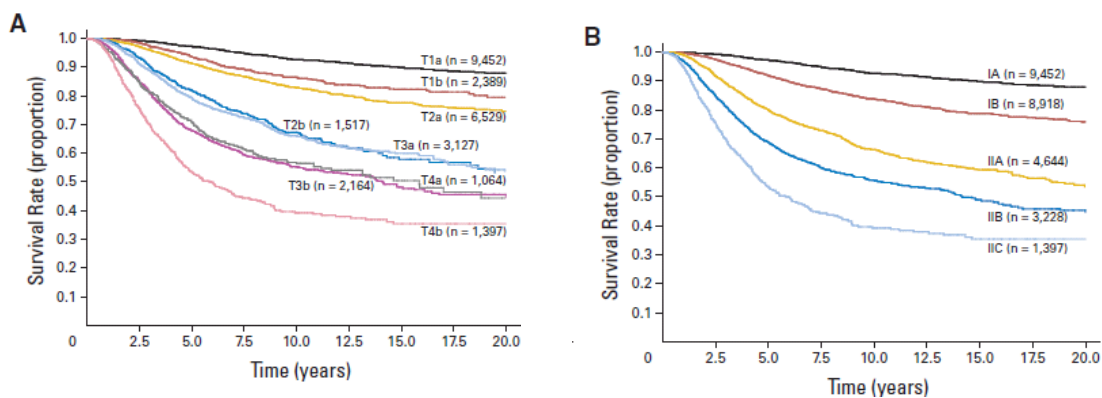 A
Survival Rate (proportion)
1.0
0.9
0.8
0.7
0.6
0.5
0.4
0.3
0.2
0.1
0
T1a (n = 9,452)
T1b (n = 2,389)
T2a (n = 6,529)
T2b (n = 1,517)
T3a (n = 3,127)
T4a (n = 1,064)
T3b (n = 2,164)
T4b (n = 1,397)
2.5 5.0 7.5 10.0 12.5 15.0 17.5 20.0
Time (years)
B
Survival Rate (proportion)
1.0
0.9
0.8
0.7
0.6
0.5
0.4
0.3
0.2
0.1
0
IA (n = 9,452)
IB (n = 8,918)
IIA (n = 4,644)
IIB (n = 3,228)
IIC (n = 1,397)
2.5 5.0 7.5 10.0 12.5 15.0 17.5 20.0
Time (years)